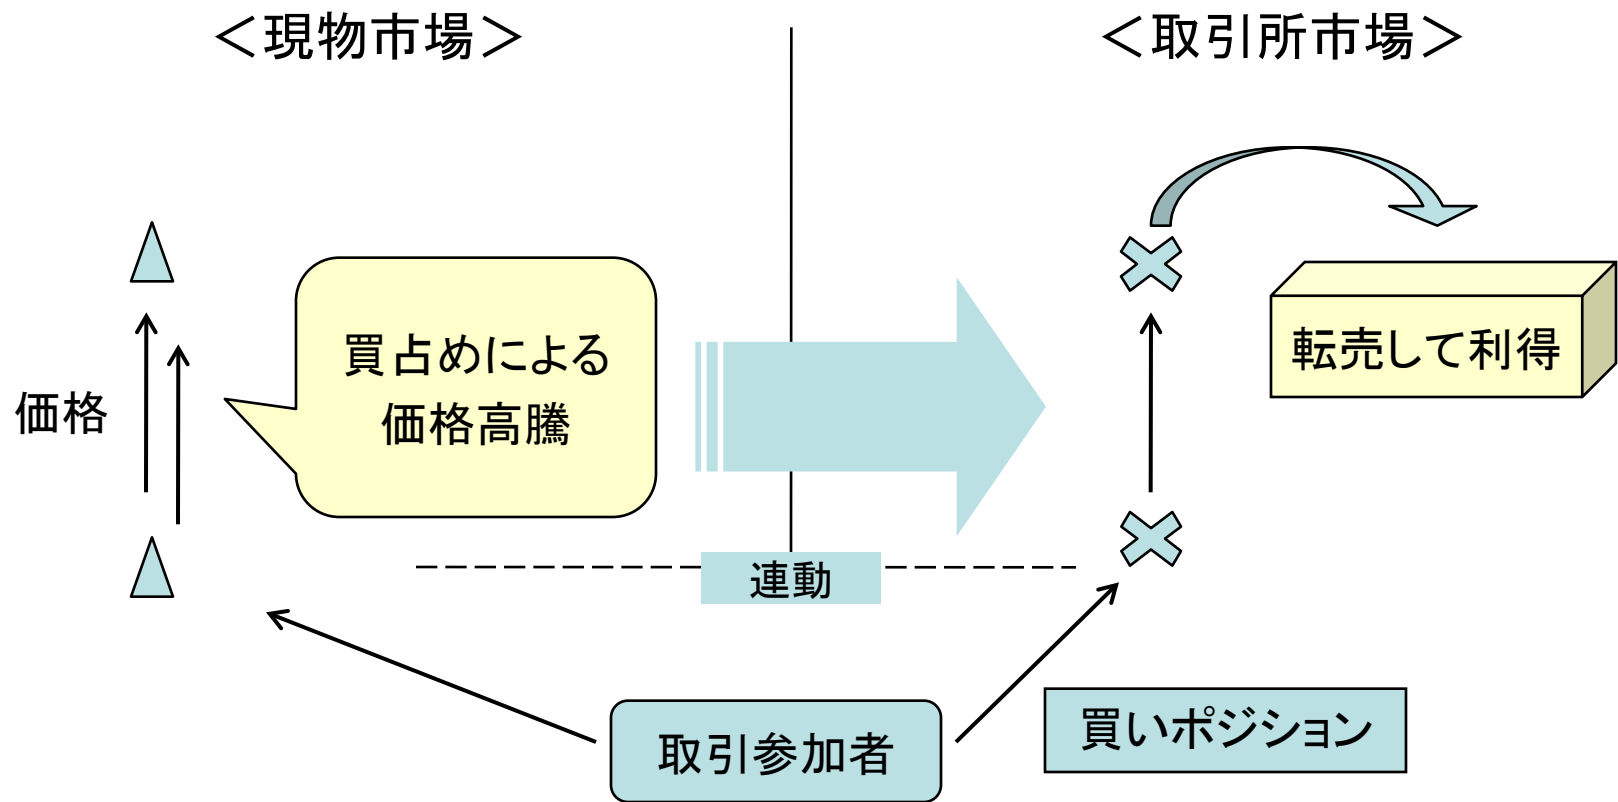 ＜現物市場＞
＜取引所市場＞
価格
買占めによる
価格高騰
転売して利得
連動
取引参加者
買いポジション